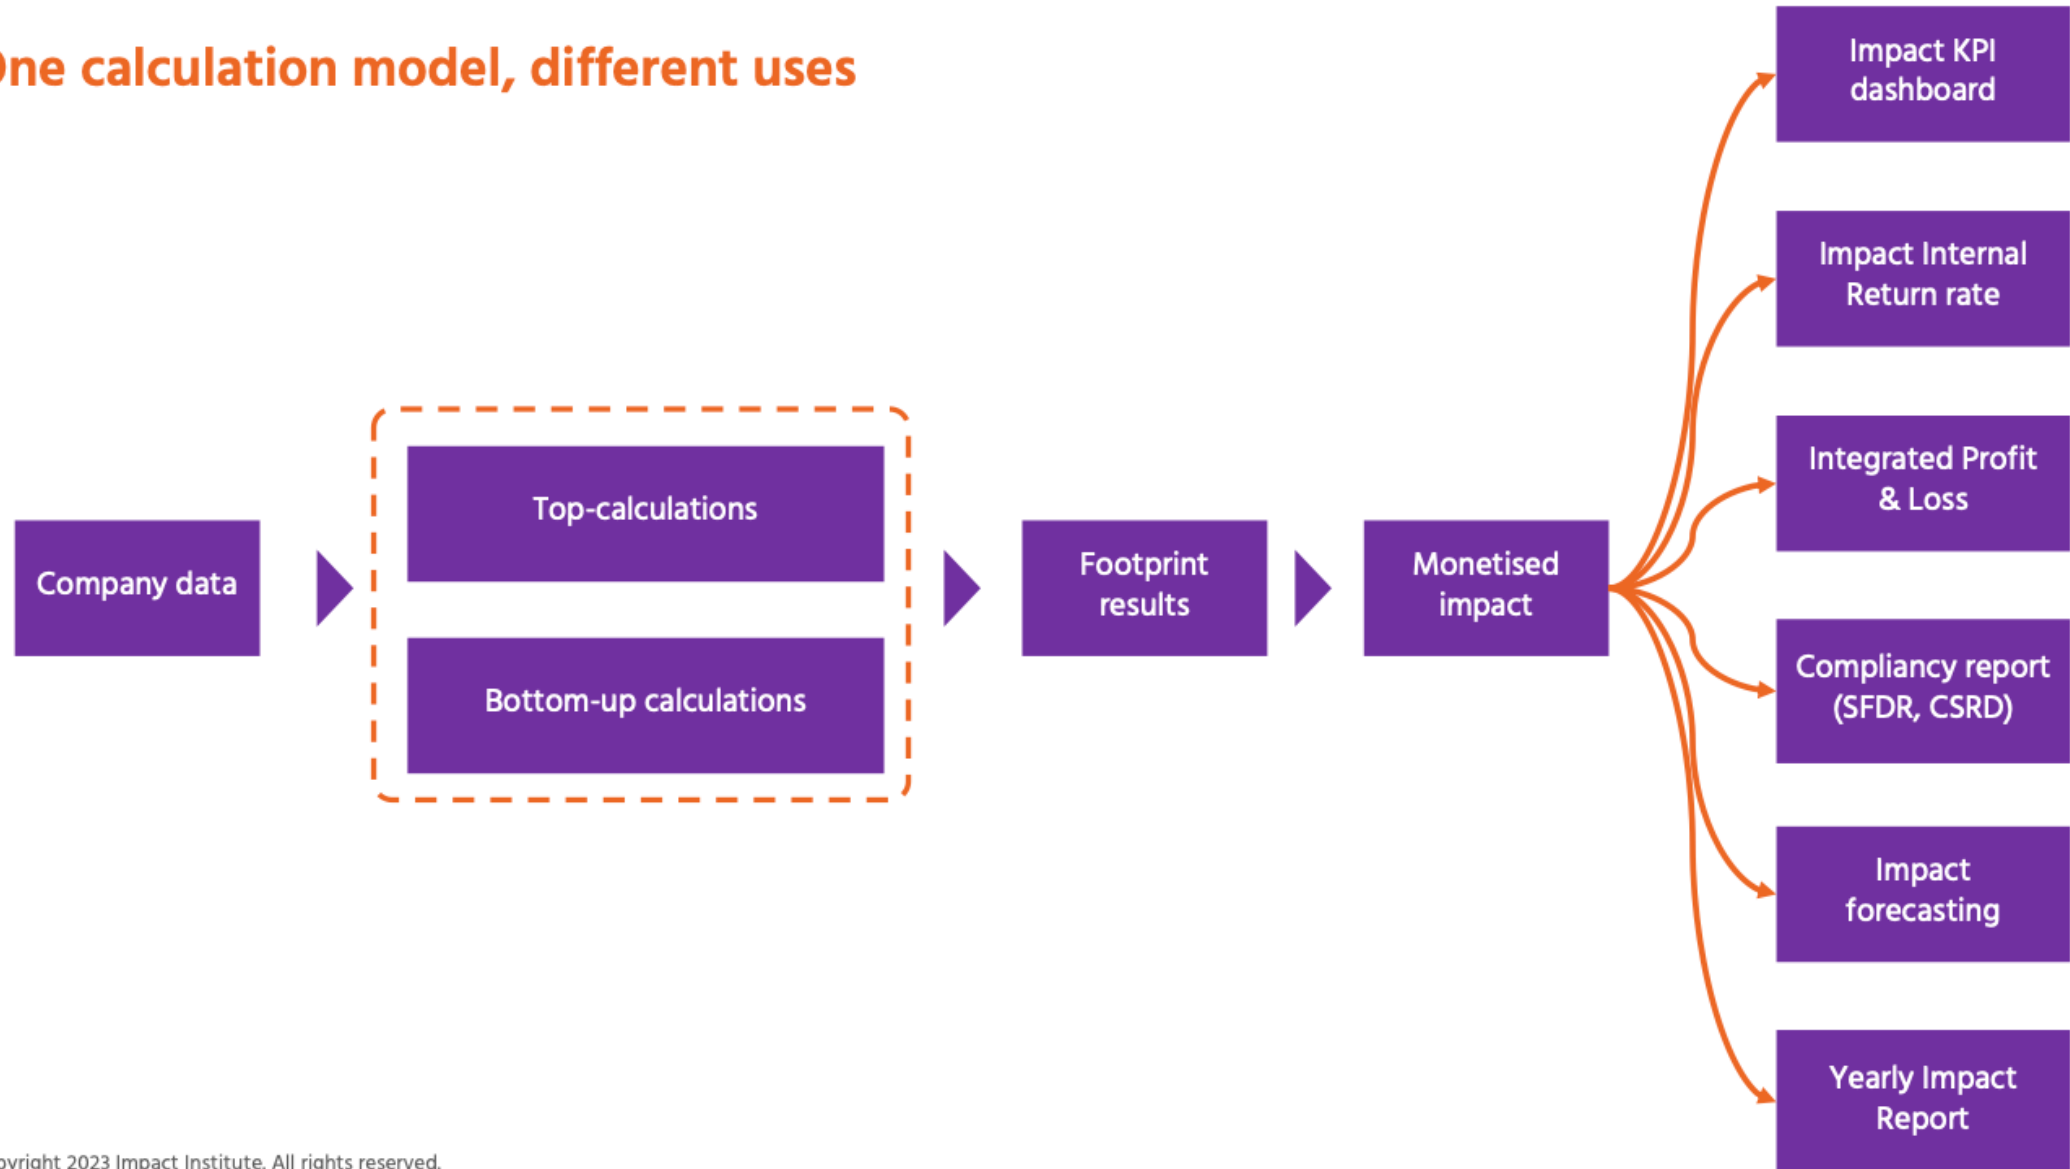 One calculation model, different uses
Impact KPI
dashboard
Impact Internal
Return rate
Integrated Profit
& Loss
Top-calculations
Company data
Footprint
results
Monetised
impact
Bottom-up calculations
Compliancy report
(SFDR, CSRD)
Impact
forecasting
Yearly Impact
Report
opyright 2023 Impact Institute. All rights reserved.